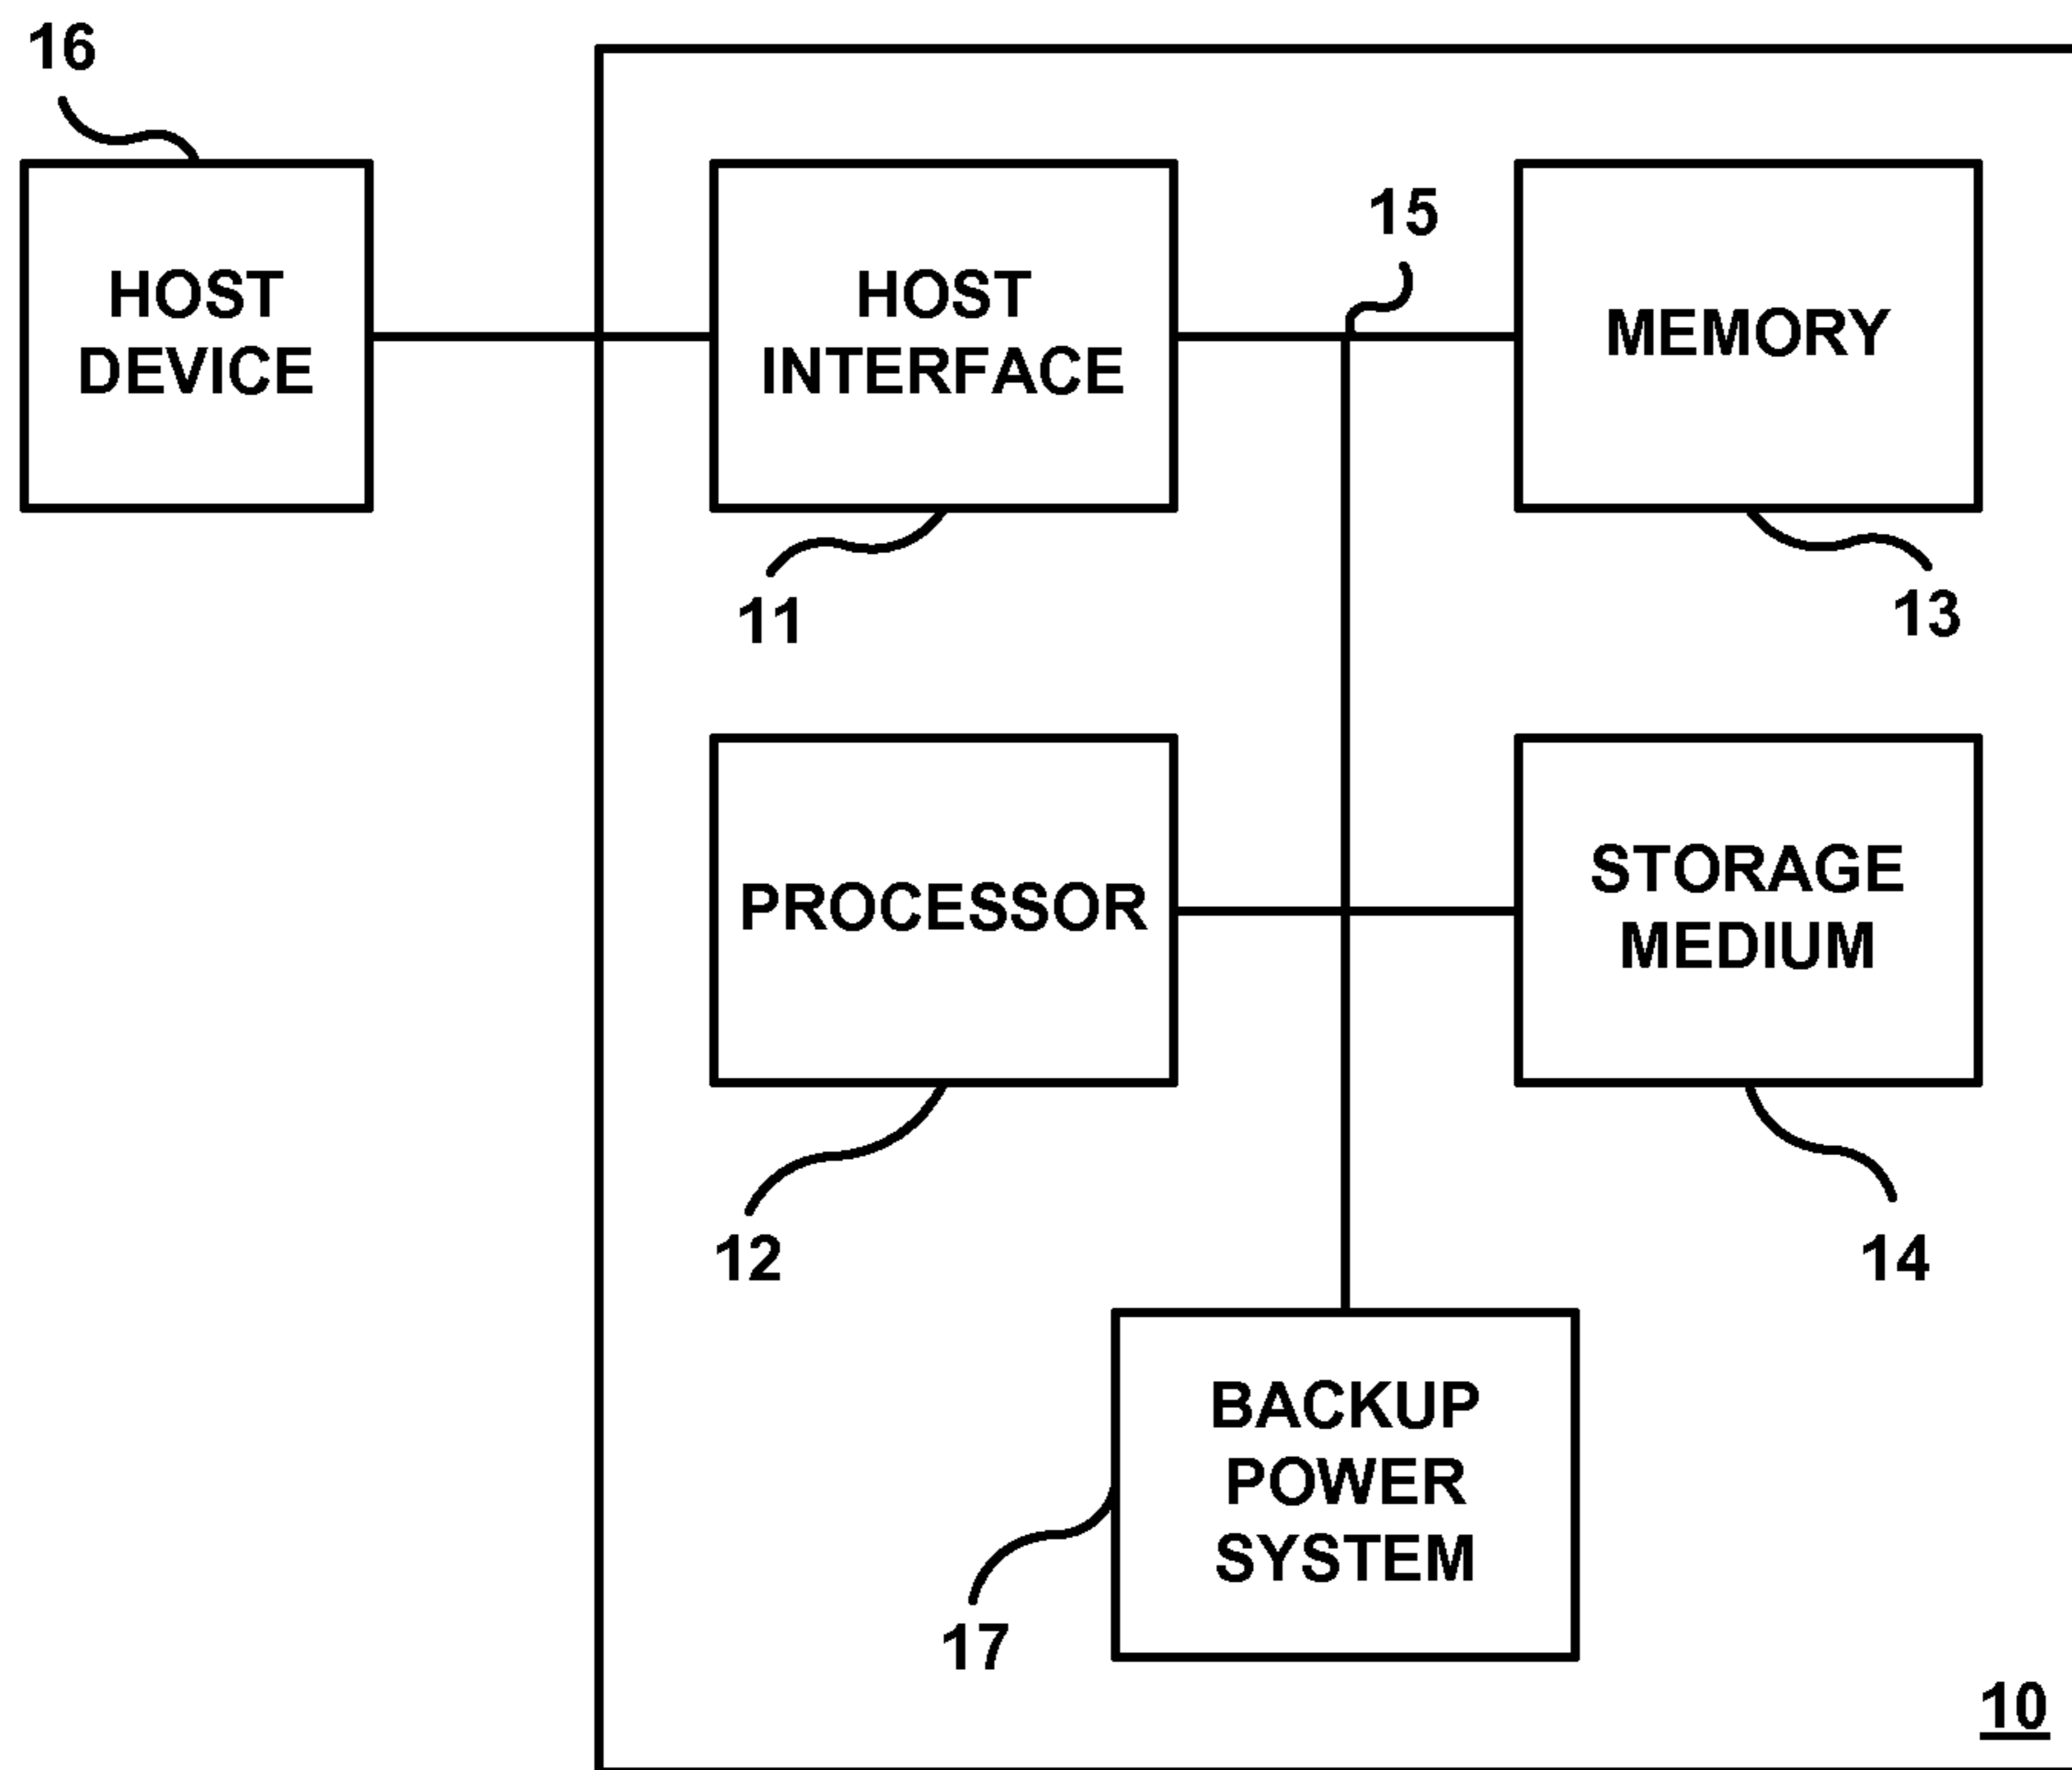 16
HOST
DEVICE
HOST
INTERFACE
15
MEMORY
11
13
PROCESSOR
STORAGE
MEDIUM
12
14
BACKUP
POWER
SYSTEM
17
10